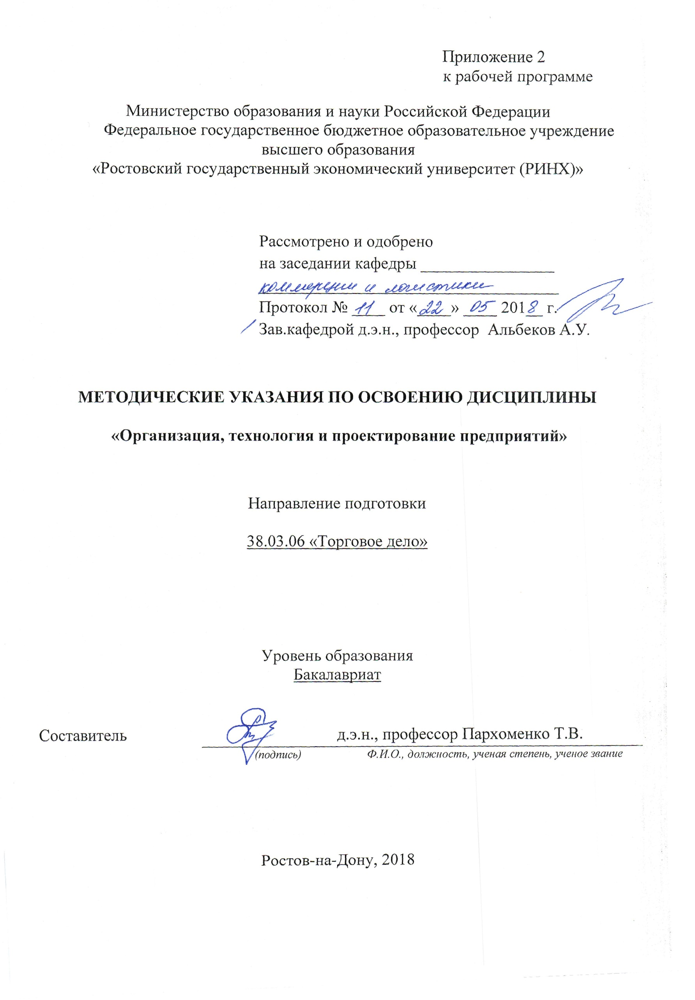 Приложение 2
к рабочей программе
Министерство образования и науки Российской Федерации
Федеральное государственное бюджетное образовательное учреждение
высшего образования
«Ростовский государственный экономический университет (РИНХ)»
Рассмотрено и одобрено
на заседании кафедры ________________
коммерции и логистики
Протокол № 11 от «22» 05 2018 г.
Зав.кафедрой д.э.н., профессор Альбеков А.У.
МЕТОДИЧЕСКИЕ УКАЗАНИЯ ПО ОСВОЕНИЮ ДИСЦИПЛИНЫ
«Организация, технология и проектирование предприятий»
Направление подготовки
38.03.06 «Торговое дело»
Уровень образования
Бакалавриат
Составитель д.э.н., профессор Пархоменко Т.В.
(подпись) Ф.И.О., должность, ученая степень, ученое звание
Ростов-на-Дону, 2018